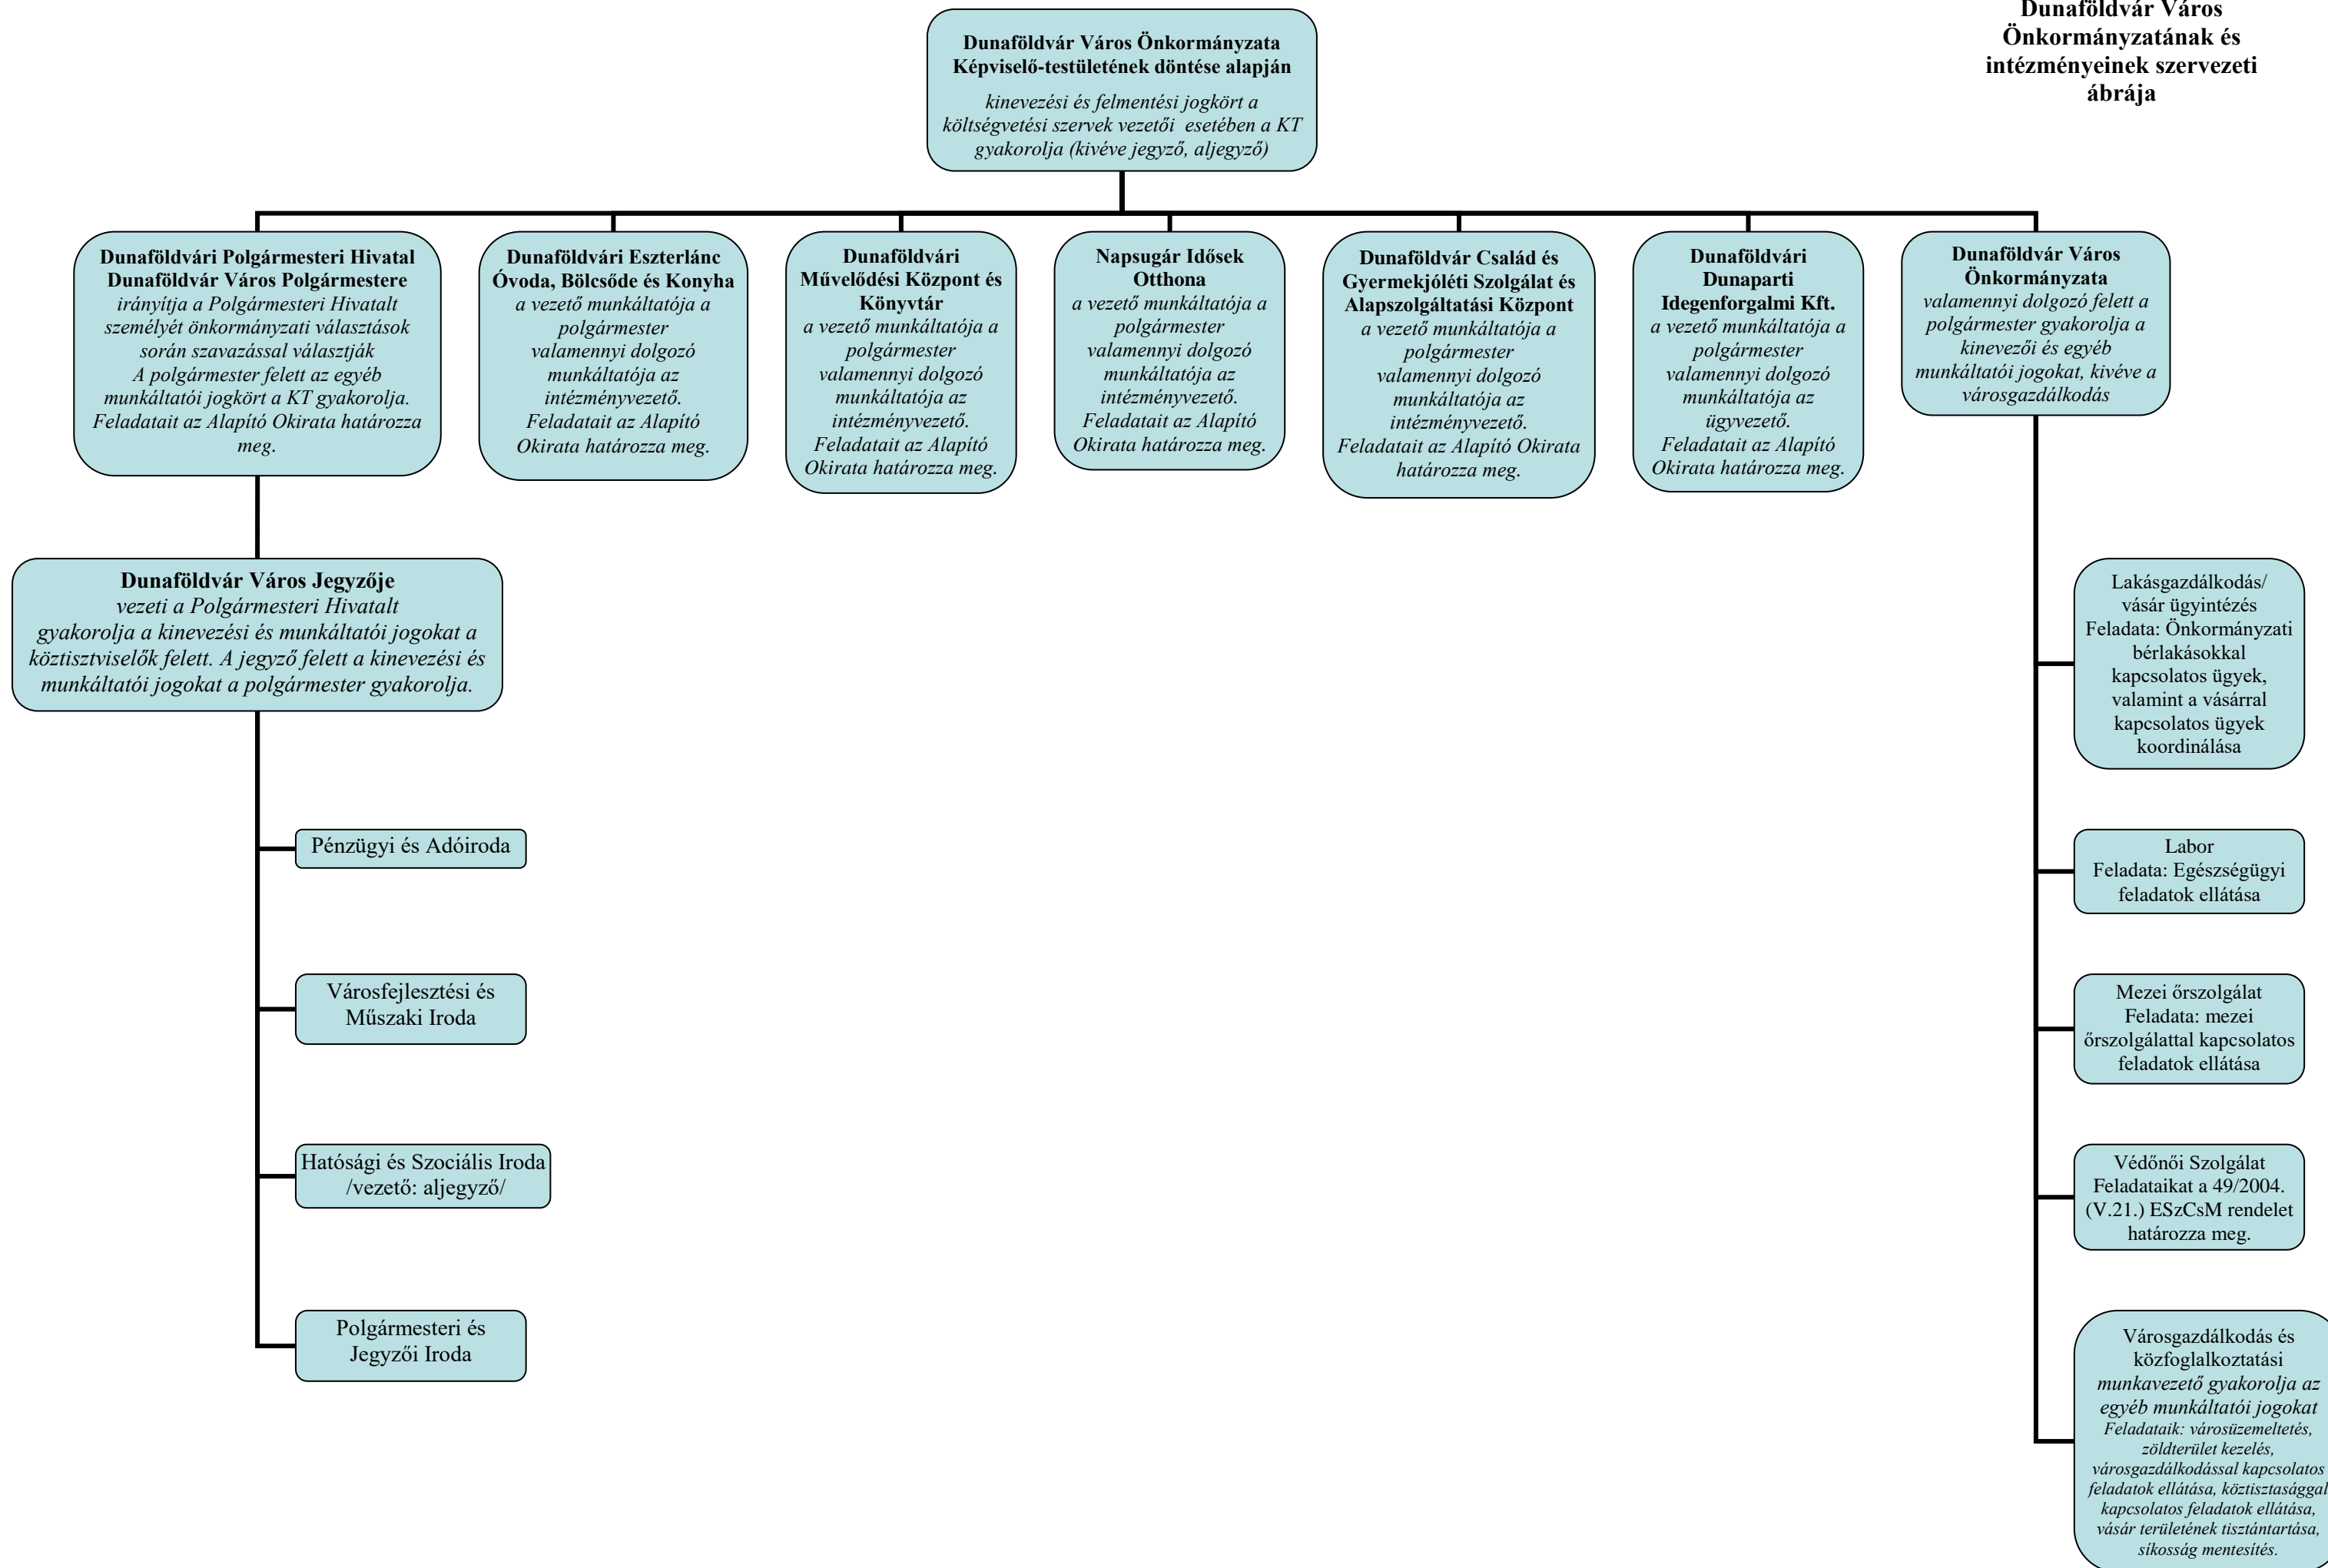 Dunaföldvár Város
Önkormányzatának és
intézményeinek szervezeti
ábrája
Dunaföldvár Város Önkormányzata
Képviselő-testületének döntése alapján
kinevezési és felmentési jogkört a
költségvetési szervek vezetői esetében a KT
gyakorolja (kivéve jegyző, aljegyző)
Dunaföldvári Polgármesteri Hivatal
Dunaföldvár Város Polgármestere
irányítja a Polgármesteri Hivatalt
személyét önkormányzati választások
során szavazással választják
A polgármester felett az egyéb
munkáltatói jogkört a KT gyakorolja.
Feladatait az Alapító Okirata határozza
meg.
Dunaföldvári Eszterlánc
Óvoda, Bölcsőde és Konyha
a vezető munkáltatója a
polgármester
valamennyi dolgozó
munkáltatója az
intézményvezető.
Feladatait az Alapító
Okirata határozza meg.
Dunaföldvári
Művelődési Központ és
Könyvtár
a vezető munkáltatója a
polgármester
valamennyi dolgozó
munkáltatója az
intézményvezető.
Feladatait az Alapító
Okirata határozza meg.
Napsugár Idősek
Otthona
a vezető munkáltatója a
polgármester
valamennyi dolgozó
munkáltatója az
intézményvezető.
Feladatait az Alapító
Okirata határozza meg.
Dunaföldvár Család és
Gyermekjóléti Szolgálat és
Alapszolgáltatási Központ
a vezető munkáltatója a
polgármester
valamennyi dolgozó
munkáltatója az
intézményvezető.
Feladatait az Alapító Okirata
határozza meg.
Dunaföldvári
Dunaparti
Idegenforgalmi Kft.
a vezető munkáltatója a
polgármester
valamennyi dolgozó
munkáltatója az
ügyvezető.
Feladatait az Alapító
Okirata határozza meg.
Dunaföldvár Város
Önkormányzata
valamennyi dolgozó felett a
polgármester gyakorolja a
kinevezői és egyéb
munkáltatói jogokat, kivéve a
városgazdálkodás
Dunaföldvár Város Jegyzője
vezeti a Polgármesteri Hivatalt
gyakorolja a kinevezési és munkáltatói jogokat a
köztisztviselők felett. A jegyző felett a kinevezési és
munkáltatói jogokat a polgármester gyakorolja.
Pénzügyi és Adóiroda
Városfejlesztési és
Műszaki Iroda
Hatósági és Szociális Iroda
/vezető: aljegyző/
Polgármesteri és
Jegyzői Iroda
Lakásgazdálkodás/
vásár ügyintézés
Feladata: Önkormányzati
bérlakásokkal
kapcsolatos ügyek,
valamint a vásárral
kapcsolatos ügyek
koordinálása
Labor
Feladata: Egészségügyi
feladatok ellátása
Mezei őrszolgálat
Feladata: mezei
őrszolgálattal kapcsolatos
feladatok ellátása
Védőnői Szolgálat
Feladataikat a 49/2004.
(V.21.) ESzCsM rendelet
határozza meg.
Városgazdálkodás és
közfoglalkoztatási
munkavezető gyakorolja az
egyéb munkáltatói jogokat
Feladataik: városüzemeltetés,
zöldterület kezelés,
városgazdálkodással kapcsolatos
feladatok ellátása, köztisztasággal
kapcsolatos feladatok ellátása,
vásár területének tisztántartása,
síkosság mentesítés.